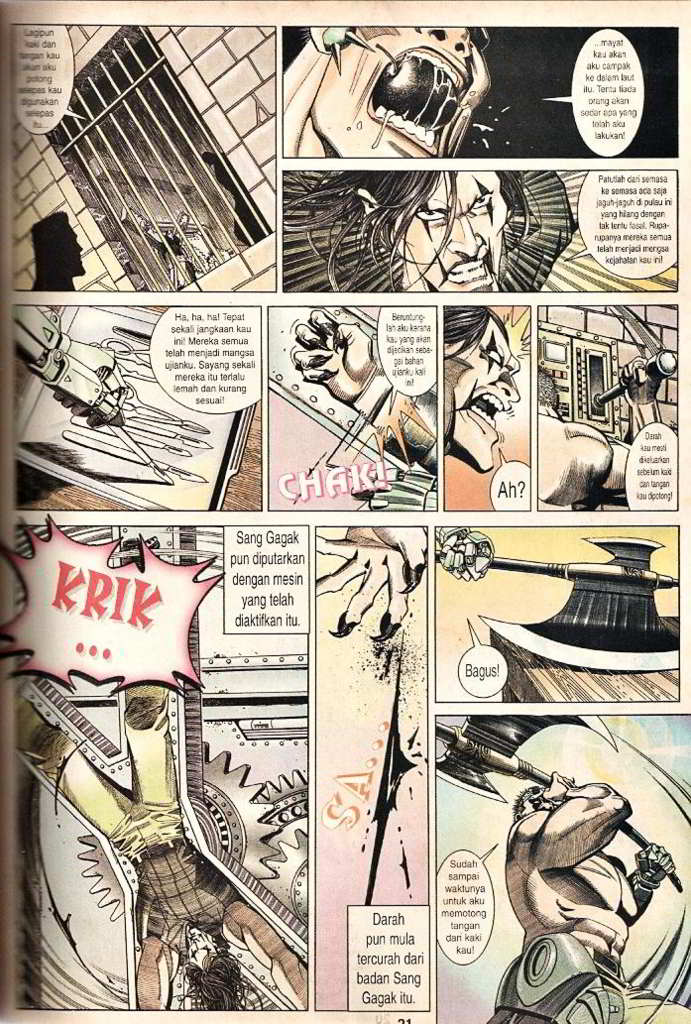 Lagipun
kaki dan
tangan kau
akan aku
potong
selepas kau
digunakan
selepas
itu...
...mayat
kau akan
aku campak
ke dalam laut
itu. Tentu tiada
orang akan
sedar apa yang
telah aku
lakukan!
Patutlah dari semasa
ke semasa ada saja
jaguh-jaguh di pulau ini
yang hilang dengan
tak tentu fasal. Rupa-
rupanya mereka semua
telah menjadi mangsa
kejahatan kau ini!
Ha, ha, ha! Tepat
sekali jangkaan kau
ini! Mereka semua
telah menjadi mangsa
ujianku. Sayang sekali
mereka itu terlalu
lemah dan kurang
sesuai!
Beruntung-
lah aku kerana
kau yang akan
dijadikan seba-
gai bahan
ujianku kali
ini!
CHAK!
Ah?
Darah
kau mesti
dikeluarkan
sebelum kaki
dan tangan
kau dipotong!
KRIK
...
Sang Gagak
pun diputarkan
dengan mesin
yang telah
diaktifkan itu.
SA...
Darah
pun mula
tercurah dari
badan Sang
Gagak itu.
Bagus!
Sudah
sampai
waktunya
untuk aku
memotong
tangan
dari kaki
kau!
31